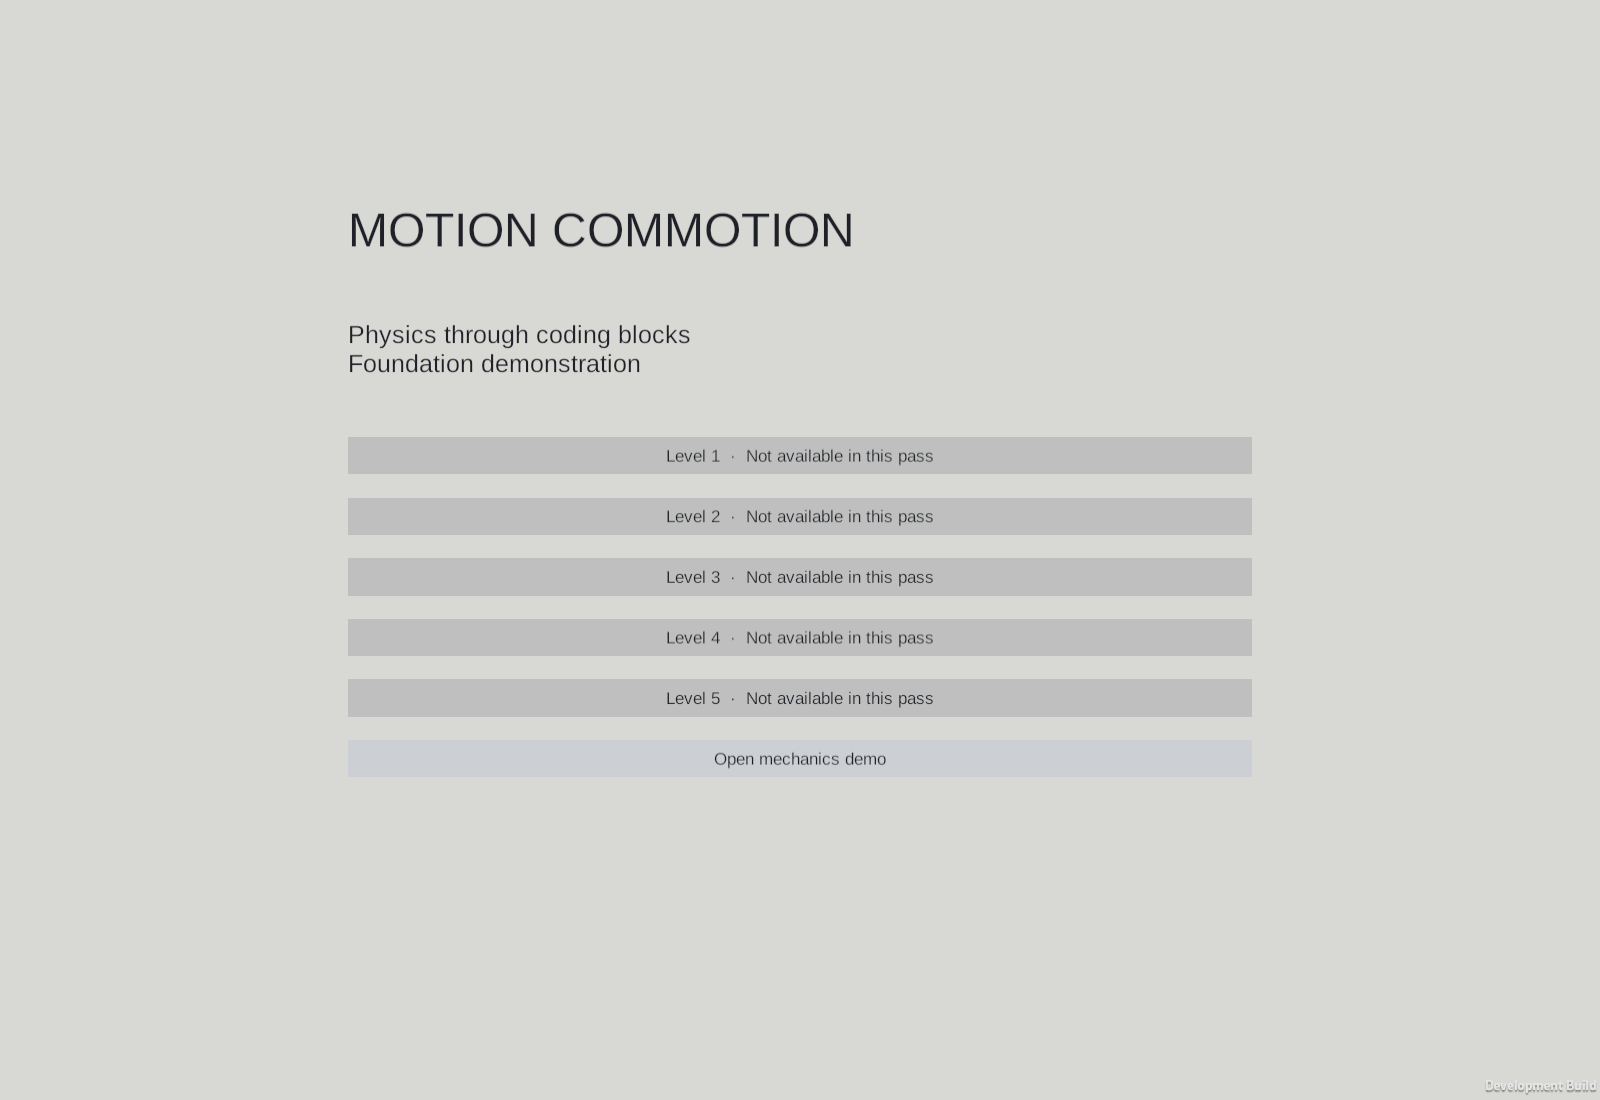 MOTION COMMOTION
Physics through coding blocks
Foundation demonstration
Level 1 · Not available in this pass
Level 2 · Not available in this pass
Level 3 · Not available in this pass
Level 4 · Not available in this pass
Level 5 · Not available in this pass
Open mechanics demo
Development Build